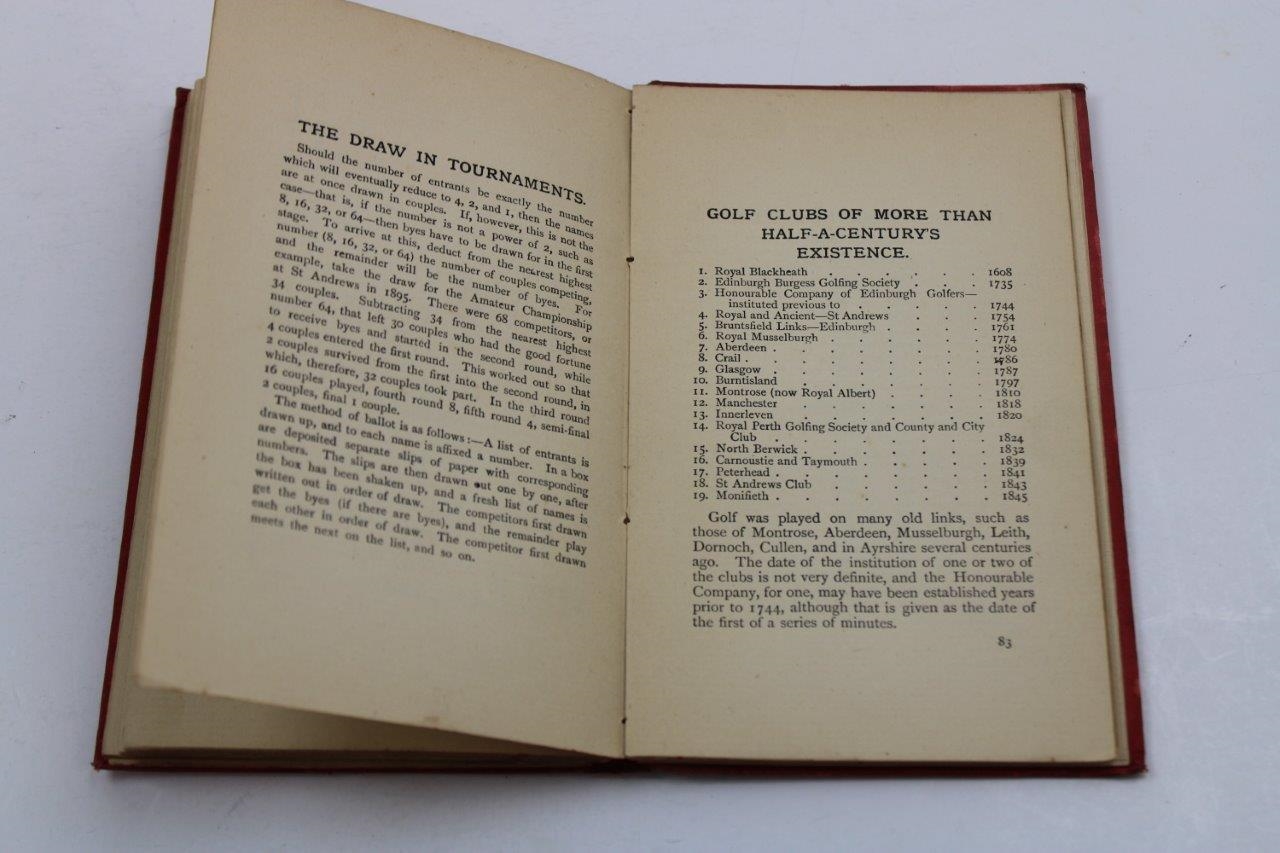 THE DRAW IN TOURNAMENTS.
Should the number of entrants be exactly the number
which will eventually reduce to 4, 2, and 1, then the names
are at once drawn in couples. If, however, this is not the
case—that is, if the number is not a power of 2, such as
8, 16, 32, or 64—then byes have to be drawn for in the first
stage. To arrive at this, deduct from the nearest highest
number (8, 16, 32, or 64) the number of couples competing,
and the remainder will be the number of byes. For
example, take the draw for the Amateur Championship
at St Andrews in 1895. There were 68 competitors, or
34 couples. Subtracting 34 from the nearest highest
number 64, that left 30 couples who had the good fortune
to receive byes and started in the second round, while
4 couples entered the first round. This worked out so that
2 couples survived from the first into the second round, in
which, therefore, 32 couples took part. In the third round
16 couples played, fourth round 8, fifth round 4, semi-final
2 couples, final 1 couple.
The method of ballot is as follows:—A list of entrants is
drawn up, and to each name is affixed a number. In a box
are deposited separate slips of paper with corresponding
numbers. The slips are then drawn out one by one, after
the box has been shaken up, and a fresh list of names is
written out in order of draw. The competitors first drawn
get the byes (if there are byes), and the remainder play
each other in order of draw. The competitor first drawn
meets the next on the list, and so on.
GOLF CLUBS OF MORE THAN
HALF-A-CENTURY'S
EXISTENCE.
1. Royal Blackheath . . . . . . 1608
2. Edinburgh Burgess Golfing Society . . . 1735
3. Honourable Company of Edinburgh Golfers—
instituted previous to . . . . . 1744
4. Royal and Ancient—St Andrews . . . . 1754
5. Bruntsfield Links—Edinburgh . . . . 1761
6. Royal Musselburgh . . . . . . 1774
7. Aberdeen . . . . . . . . 1780
8. Crail . . . . . . . . . 1786
9. Glasgow . . . . . . . . 1787
10. Burntisland . . . . . . . 1797
11. Montrose (now Royal Albert) . . . . 1810
12. Manchester . . . . . . . 1818
13. Innerleven . . . . . . . 1820
14. Royal Perth Golfing Society and County and City
Club . . . . . . . . 1824
15. North Berwick . . . . . . . 1832
16. Carnoustie and Taymouth . . . . . 1839
17. Peterhead . . . . . . . . 1841
18. St Andrews Club . . . . . . 1843
19. Monifieth . . . . . . . . 1845
Golf was played on many old links, such as
those of Montrose, Aberdeen, Musselburgh, Leith,
Dornoch, Cullen, and in Ayrshire several centuries
ago. The date of the institution of one or two of
the clubs is not very definite, and the Honourable
Company, for one, may have been established years
prior to 1744, although that is given as the date of
the first of a series of minutes.
83